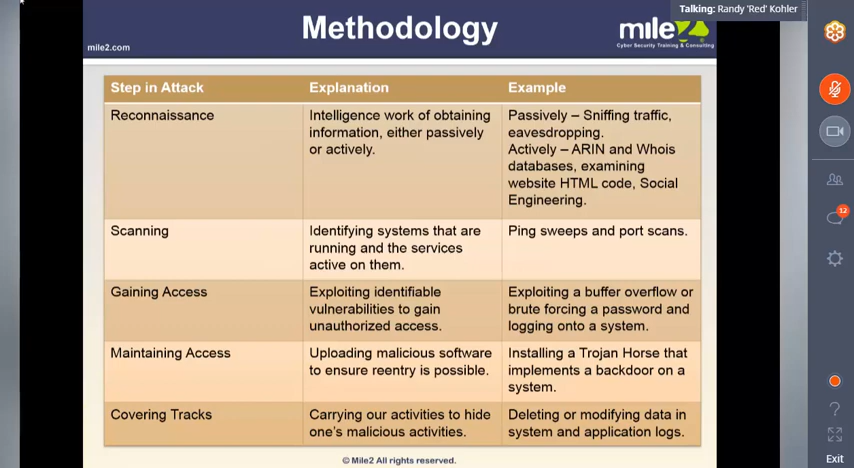 Talking: Randy 'Red' Kohler
Methodology
mile2
Cyber Security Training & Consulting
mile2.com
Step in Attack
Explanation
Example
Reconnaissance
Intelligence work of obtaining
information, either passively
or actively.
Passively – Sniffing traffic,
eavesdropping.
Actively – ARIN and Whois
databases, examining
website HTML code, Social
Engineering.
Scanning
Identifying systems that are
running and the services
active on them.
Ping sweeps and port scans.
Gaining Access
Exploiting identifiable
vulnerabilities to gain
unauthorized access.
Exploiting a buffer overflow or
brute forcing a password and
logging onto a system.
Maintaining Access
Uploading malicious software
to ensure reentry is possible.
Installing a Trojan Horse that
implements a backdoor on a
system.
Covering Tracks
Carrying our activities to hide
one's malicious activities.
Deleting or modifying data in
system and application logs.
© Mile2 All rights reserved.
12
Exit